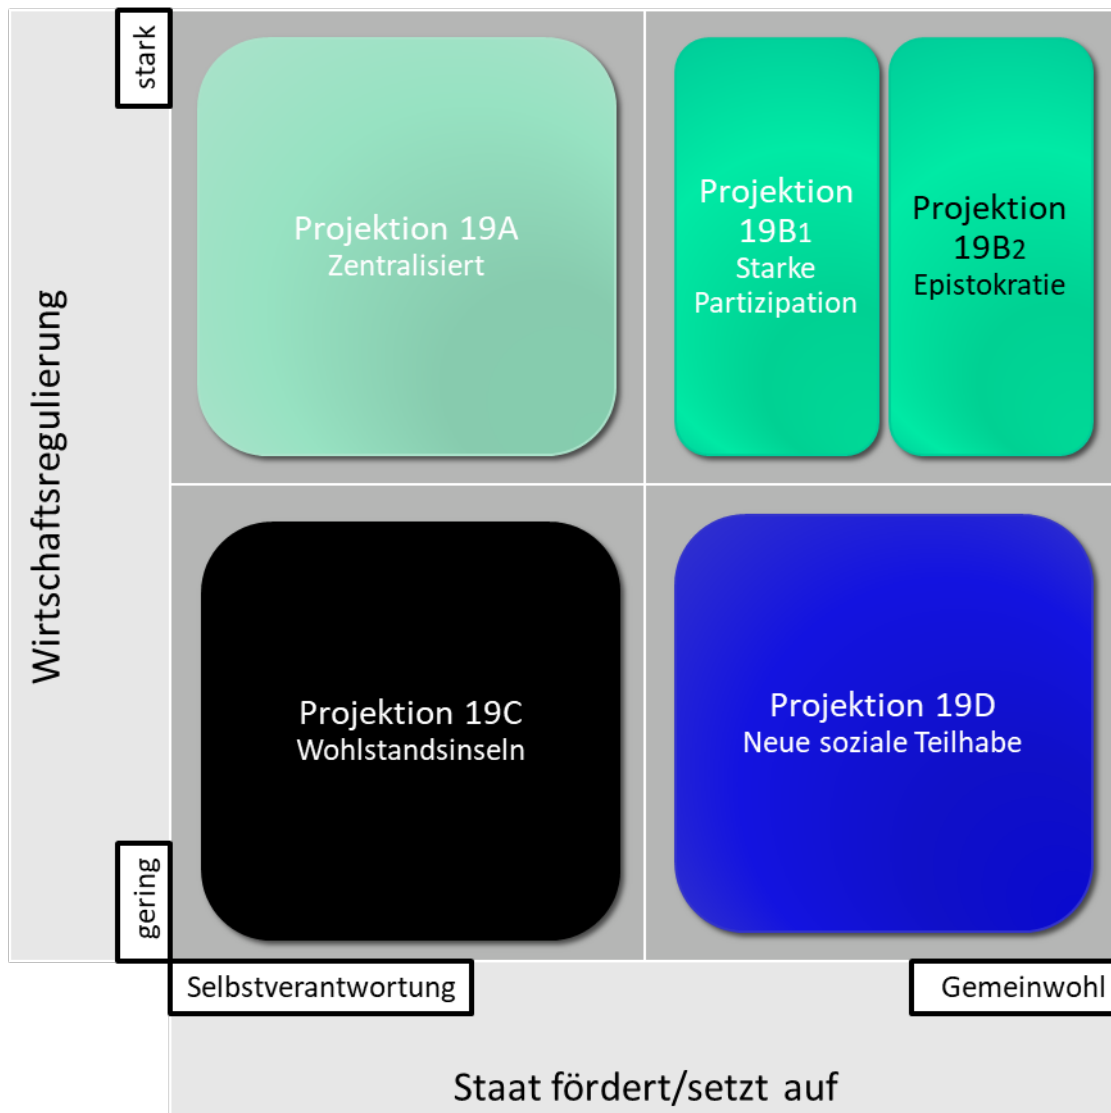 Wirtschaftsregulierung
stark
gering
Projektion 19A
Zentralisiert
Projektion
19B1
Starke
Partizipation
Projektion
19B2
Epistokratie
Projektion 19C
Wohlstandsinseln
Projektion 19D
Neue soziale Teilhabe
Selbstverantwortung
Gemeinwohl
Staat fördert/setzt auf